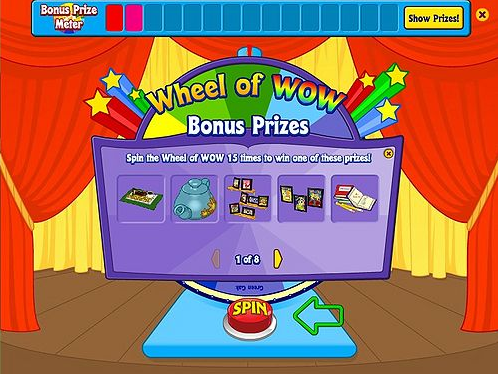 Bonus Prize
Meter
Show Prizes!
Wheel of WOW
Bonus Prizes
Spin the Wheel of WOW 15 times to win one of these prizes!
1 of 8
SPIN